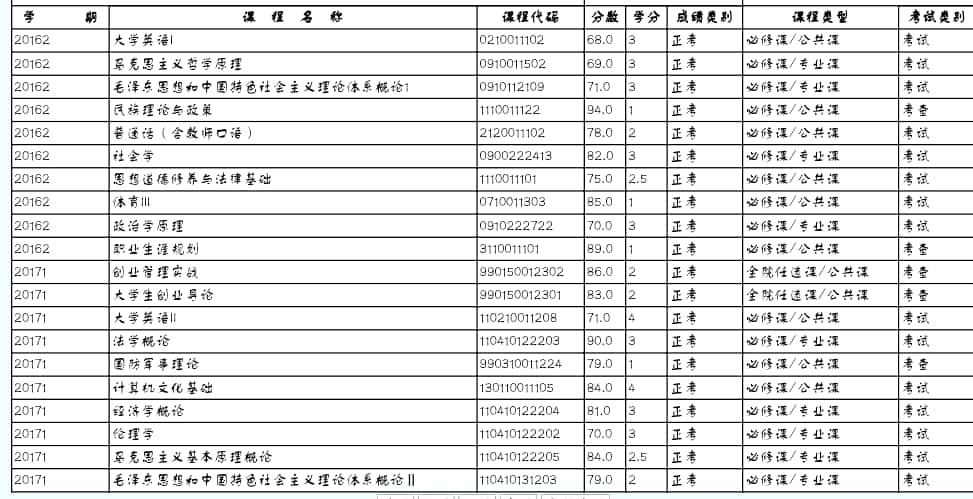 学 期 课 程 名 称 课程代码 分数 学分 成绩类别 课程类型 考试类别
20162 大学英语I 0210011102 68.0 3 正考 必修课/公共课 考试
20162 马克思主义哲学原理 0910011502 69.0 3 正考 必修课/专业课 考试
20162 毛泽东思想和中国特色社会主义理论体系概论1 0910112109 71.0 3 正考 必修课/专业课 考试
20162 民族理论与政策 1110011122 94.0 1 正考 必修课/公共课 考查
20162 普通话（含教师口语） 2120011102 78.0 2 正考 必修课/公共课 考试
20162 社会学 0900222413 82.0 3 正考 必修课/专业课 考试
20162 思想道德修养与法律基础 1110011101 75.0 2.5 正考 必修课/公共课 考试
20162 体育III 0710011303 85.0 1 正考 必修课/公共课 考试
20162 政治学原理 0910222722 70.0 3 正考 必修课/专业课 考试
20162 职业生涯规划 3110011101 89.0 1 正考 必修课/公共课 考查
20171 创业管理实战 990150012302 86.0 2 正考 全院任选课/公共课 考查
20171 大学生创业导论 990150012301 83.0 2 正考 全院任选课/公共课 考查
20171 大学英语II 110210011208 71.0 4 正考 必修课/公共课 考试
20171 法学概论 110410122203 90.0 3 正考 必修课/专业课 考试
20171 国防军事理论 990310011224 79.0 1 正考 必修课/公共课 考查
20171 计算机文化基础 130110011105 84.0 4 正考 必修课/公共课 考试
20171 经济学概论 110410122204 81.0 3 正考 必修课/专业课 考试
20171 伦理学 110410122202 70.0 3 正考 必修课/专业课 考试
20171 马克思主义基本原理概论 110410122205 84.0 2.5 正考 必修课/专业课 考试
20171 毛泽东思想和中国特色社会主义理论体系概论Ⅱ 110410131203 79.0 2 正考 必修课/专业课 考试